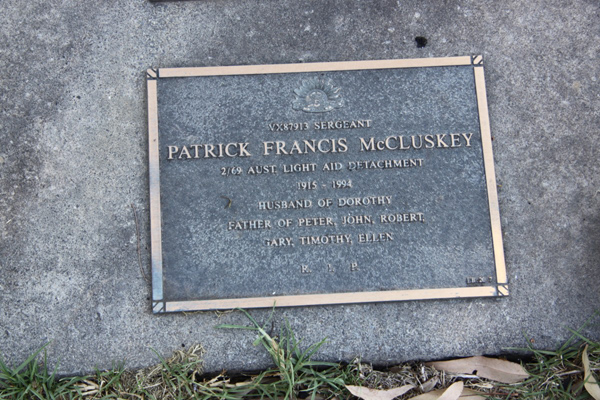 VX87913 SERGEANT
PATRICK FRANCIS McCLUSKEY
2/69 AUST. LIGHT AID DETACHMENT
1915 - 1994
HUSBAND OF DOROTHY
FATHER OF PETER, JOHN, ROBERT,
GARY, TIMOTHY, ELLEN
R. I. P.